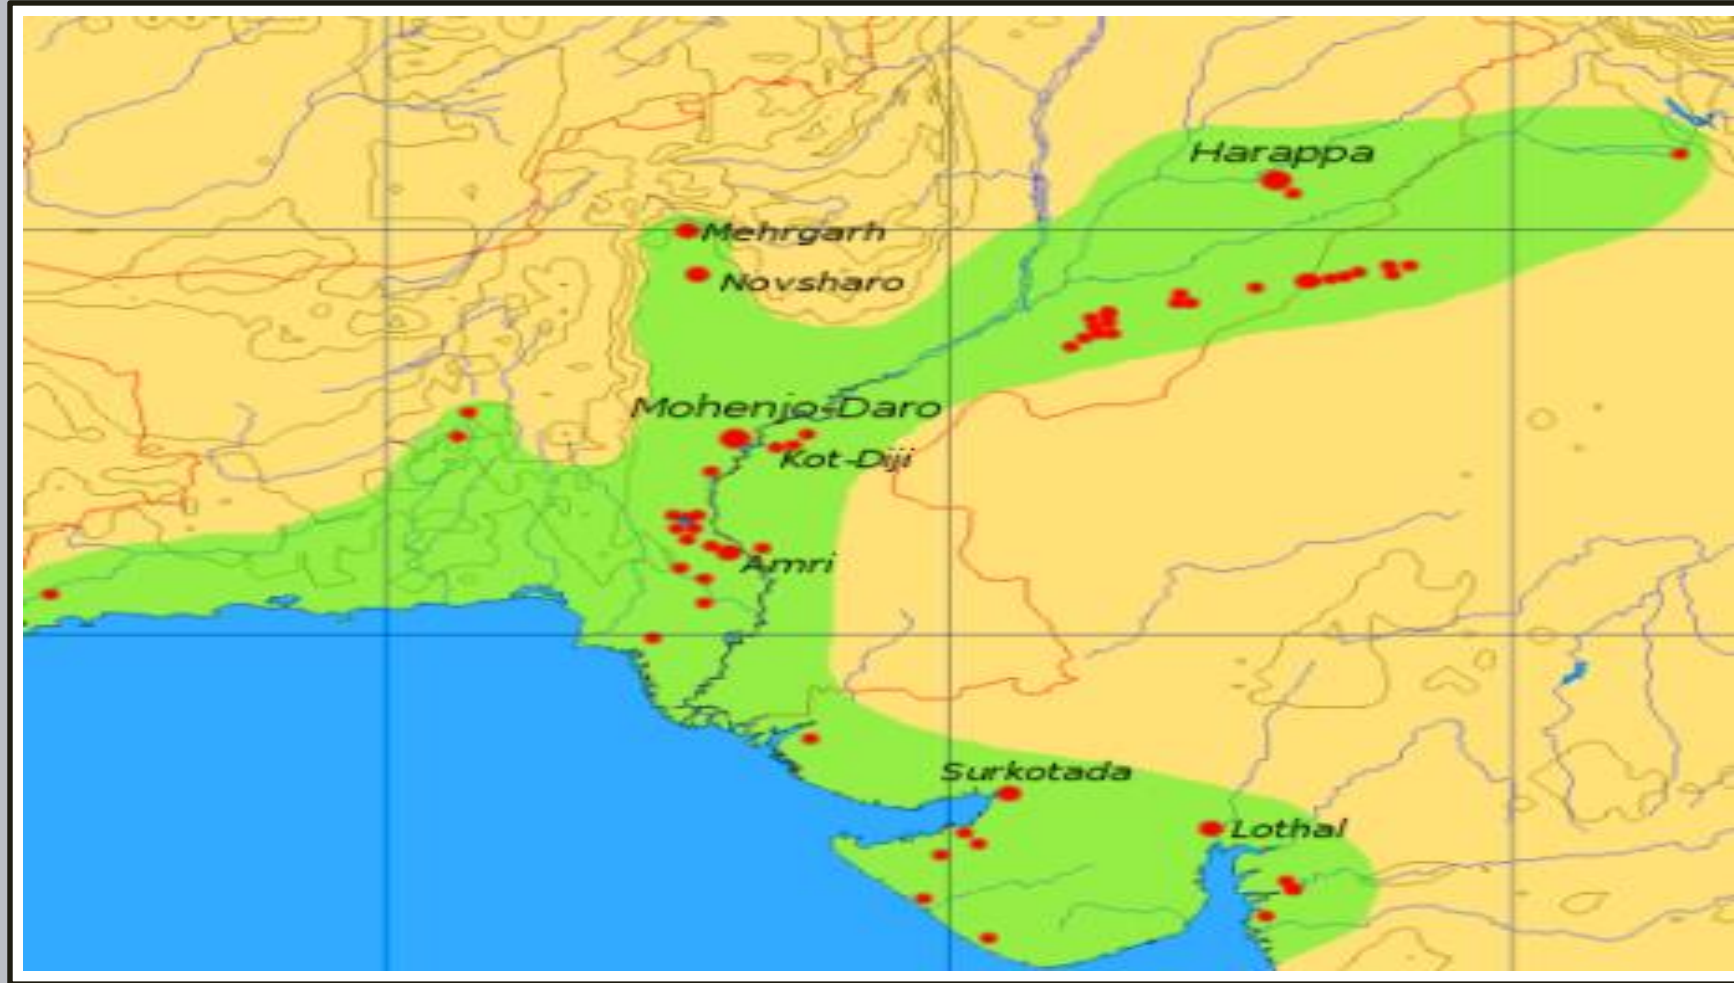 Harappa
Mehrgarh
Novsharo
Mohenjo-Daro
Kot-Diji
Amri
Surkotada
Lothal